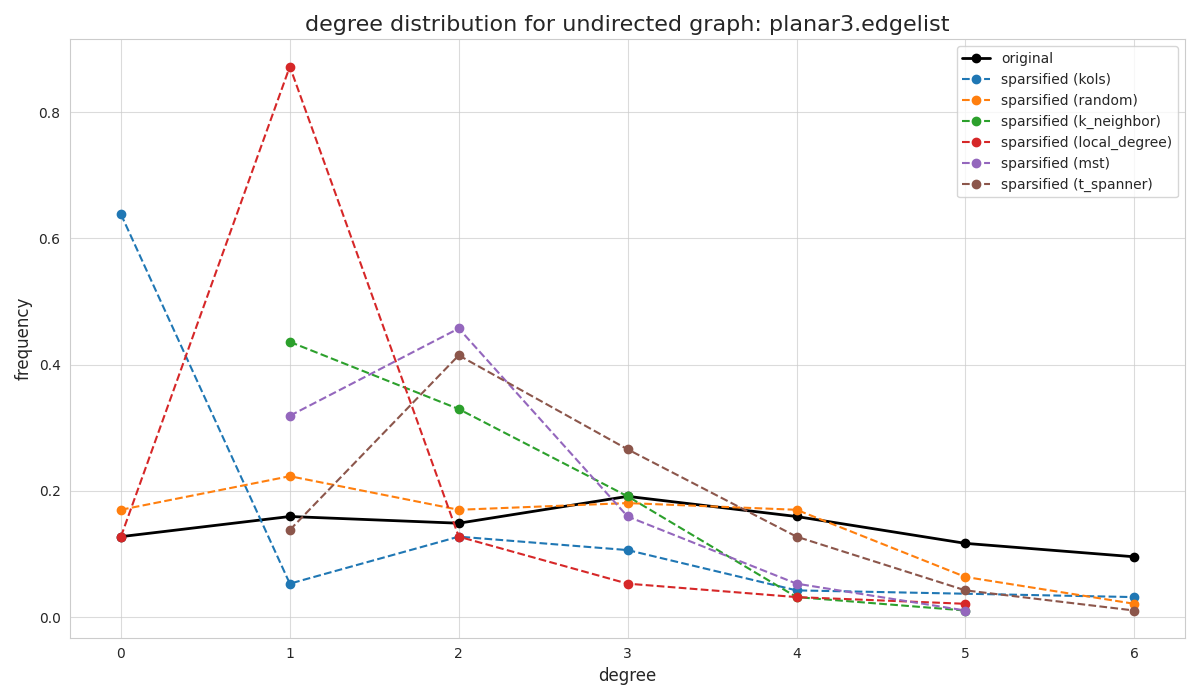 degree distribution for undirected graph: planar3.edgelist
original
sparsified (kols)
sparsified (random)
sparsified (k_neighbor)
sparsified (local_degree)
sparsified (mst)
sparsified (t_spanner)
frequency
0.8
0.6
0.4
0.2
0.0
0 1 2 3 4 5 6
degree